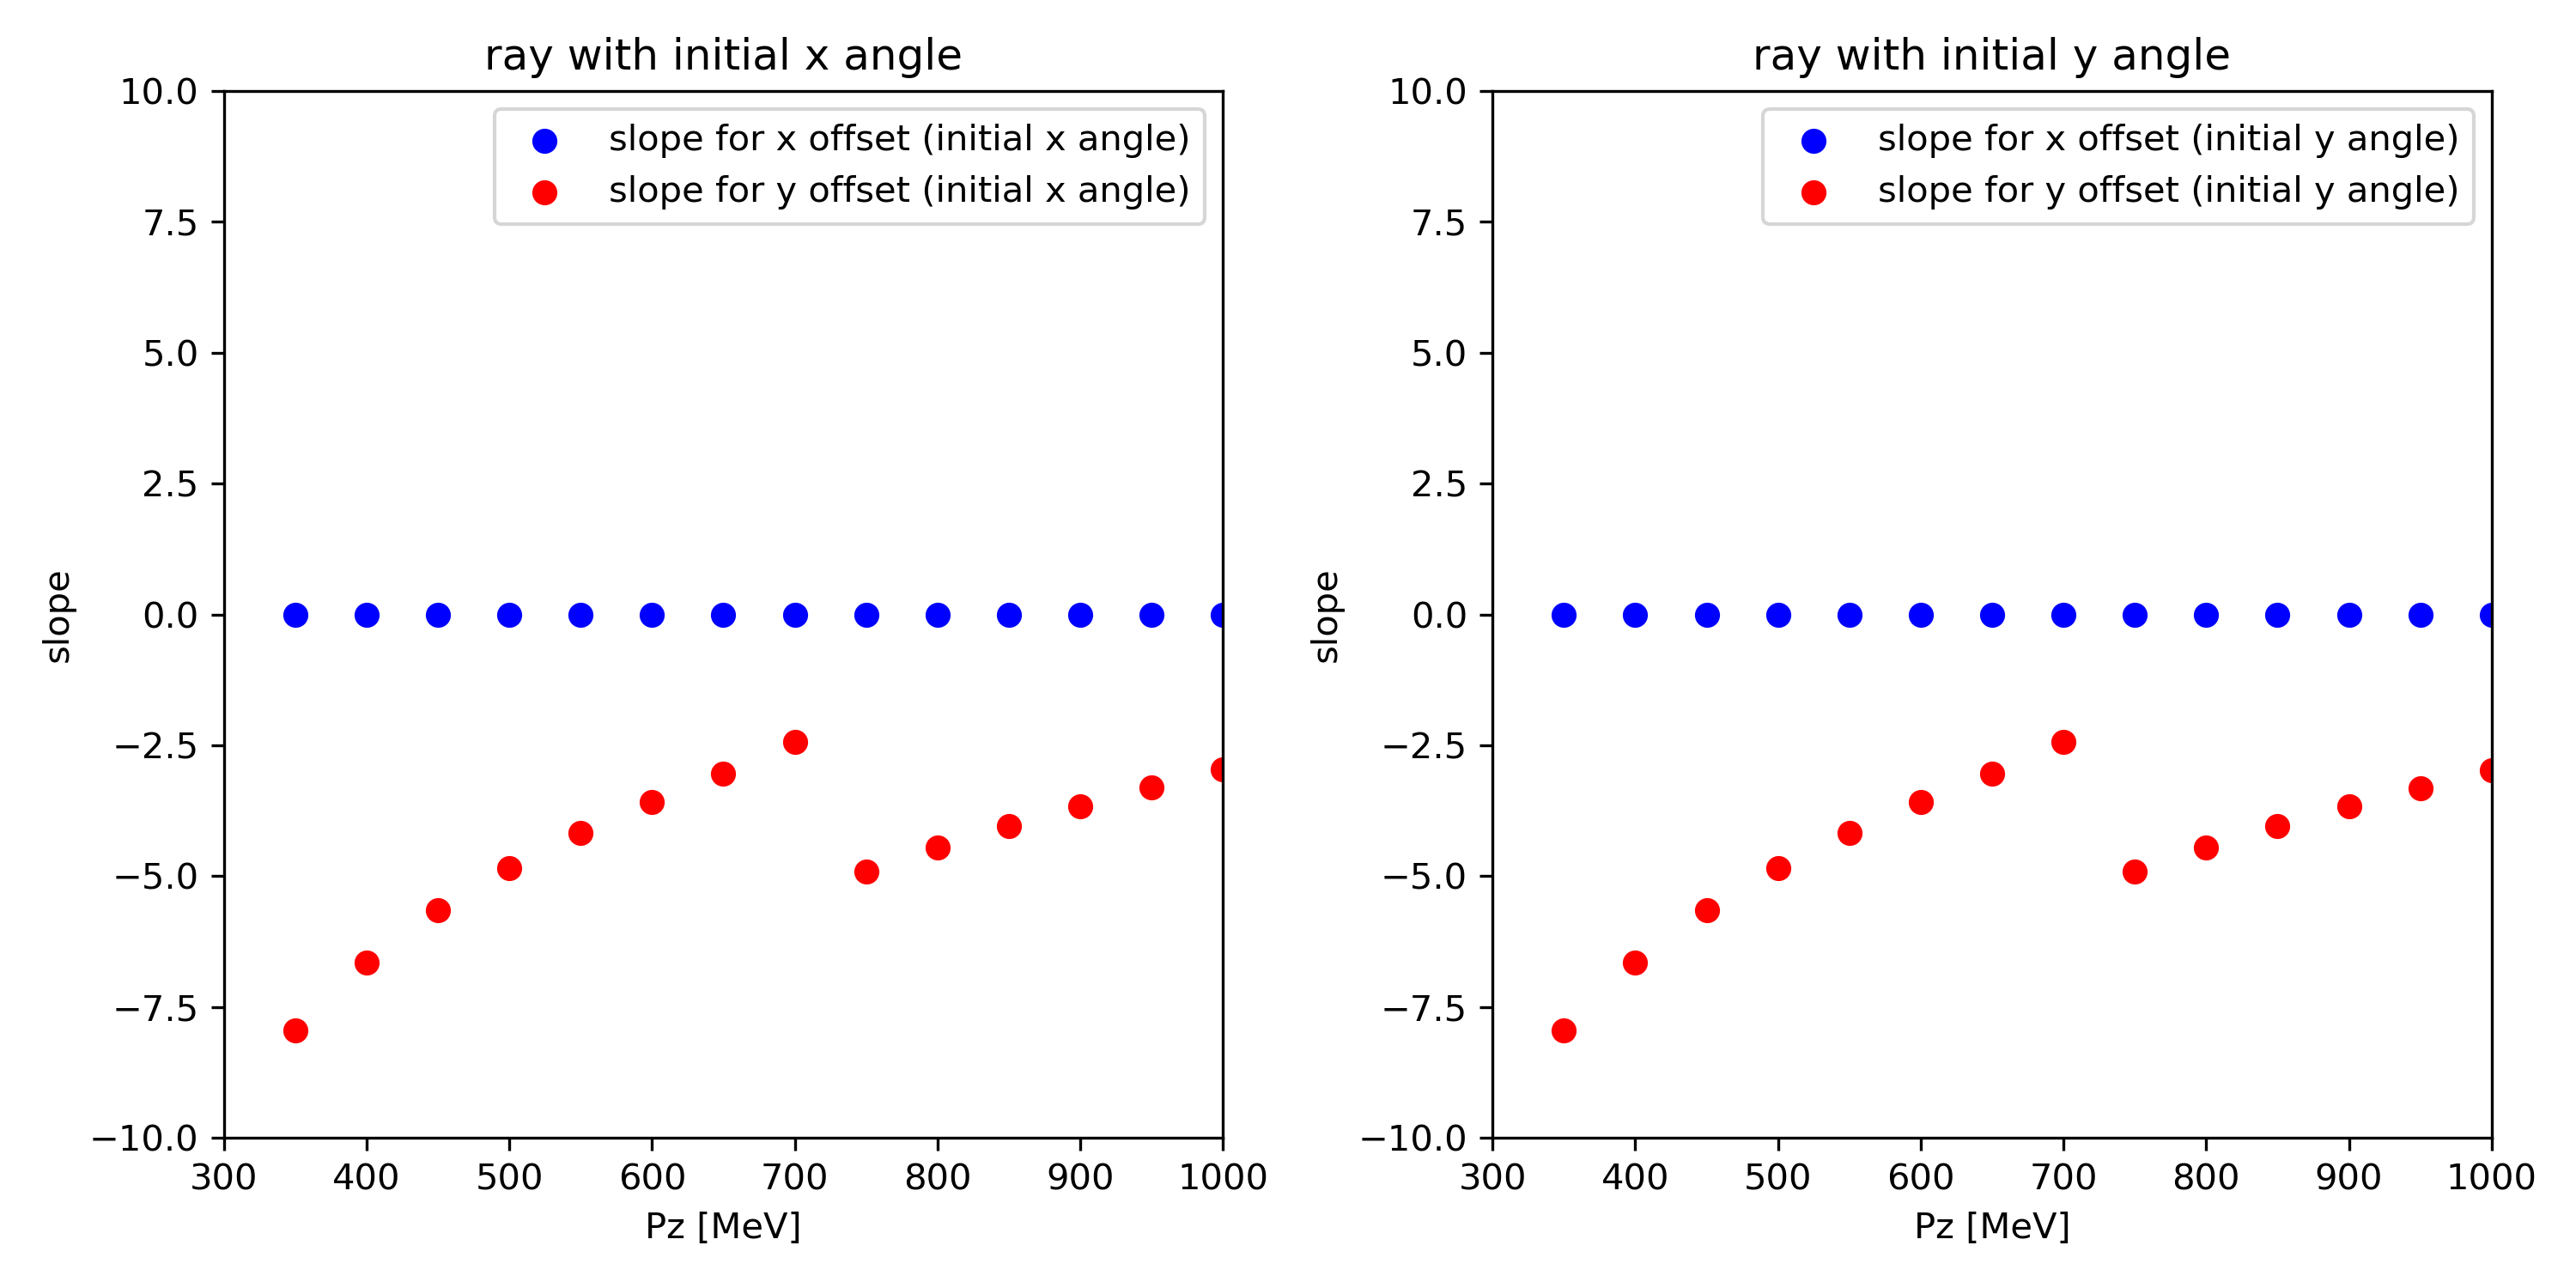 ray with initial x angle
slope for x offset (initial x angle)
slope for y offset (initial x angle)
10.0
7.5
5.0
2.5
0.0
−2.5
−5.0
−7.5
−10.0
slope
300 400 500 600 700 800 900 1000
Pz [MeV]
ray with initial y angle
slope for x offset (initial y angle)
slope for y offset (initial y angle)
10.0
7.5
5.0
2.5
0.0
−2.5
−5.0
−7.5
−10.0
slope
300 400 500 600 700 800 900 1000
Pz [MeV]